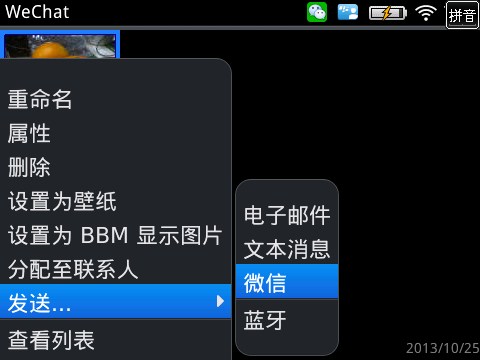 WeChat
拼音
重命名
属性
删除
设置为壁纸
设置为 BBM 显示图片
分配至联系人
发送...
查看列表
电子邮件
文本消息
微信
蓝牙
2013/10/25